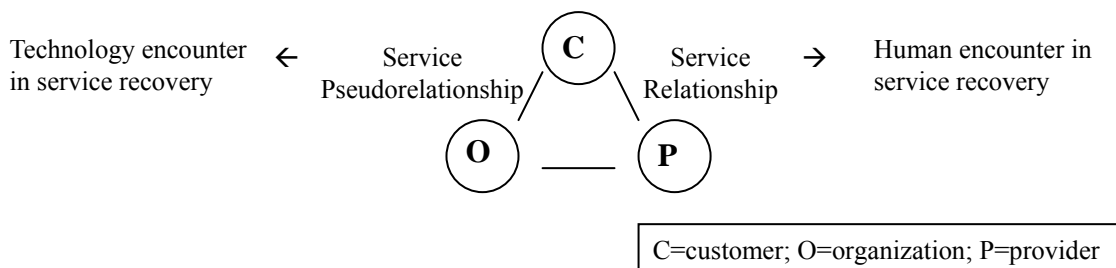 Technology encounter
in service recovery
←
Service
Pseudorelationship
C
Service
Relationship
→
Human encounter in
service recovery
O
P
C=customer; O=organization; P=provider